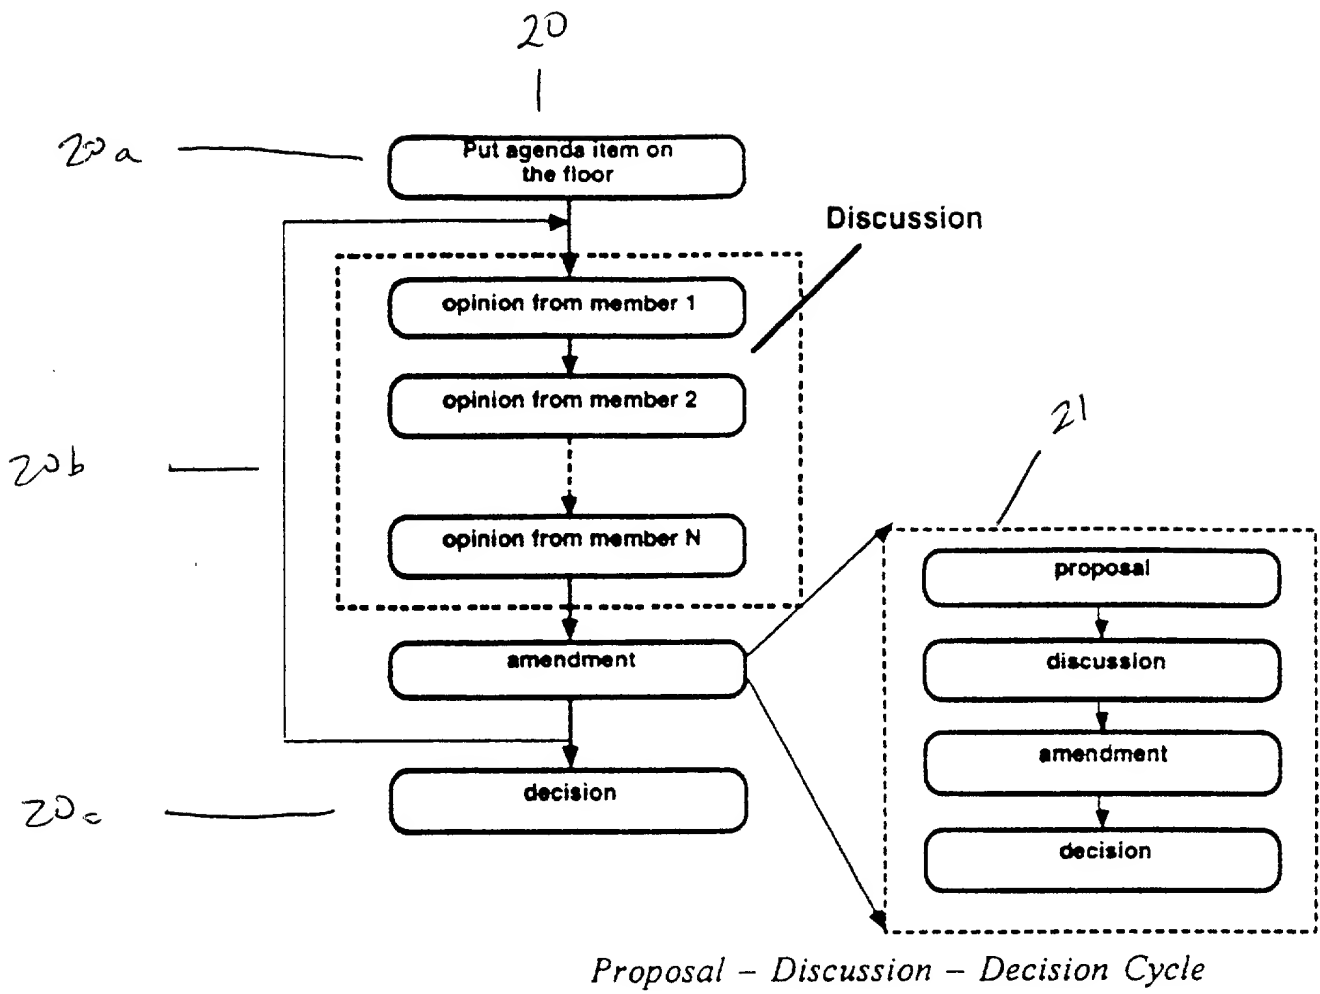 20
20a
Put agenda item on
the floor
Discussion
opinion from member 1
opinion from member 2
20b
21
opinion from member N
proposal
amendment
discussion
amendment
decision
20c
decision
Proposal – Discussion – Decision Cycle